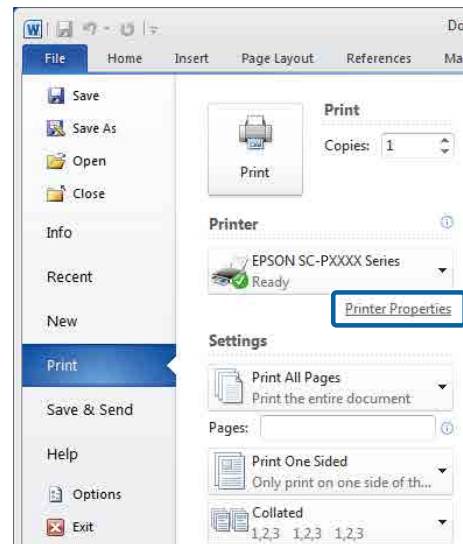 W
Do
File Home Insert Page Layout References Ma
Save
Save As
Open
Close
Info
Recent
New
Print
Save & Send
Help
Options
Exit
Print
Print
Copies: 1
Printer
EPSON SC-PXXXX Series
Ready
Printer Properties
Settings
Print All Pages
Print the entire document
Pages:
Print One Sided
Only print on one side of th...
Collated
1,2,3 1,2,3 1,2,3